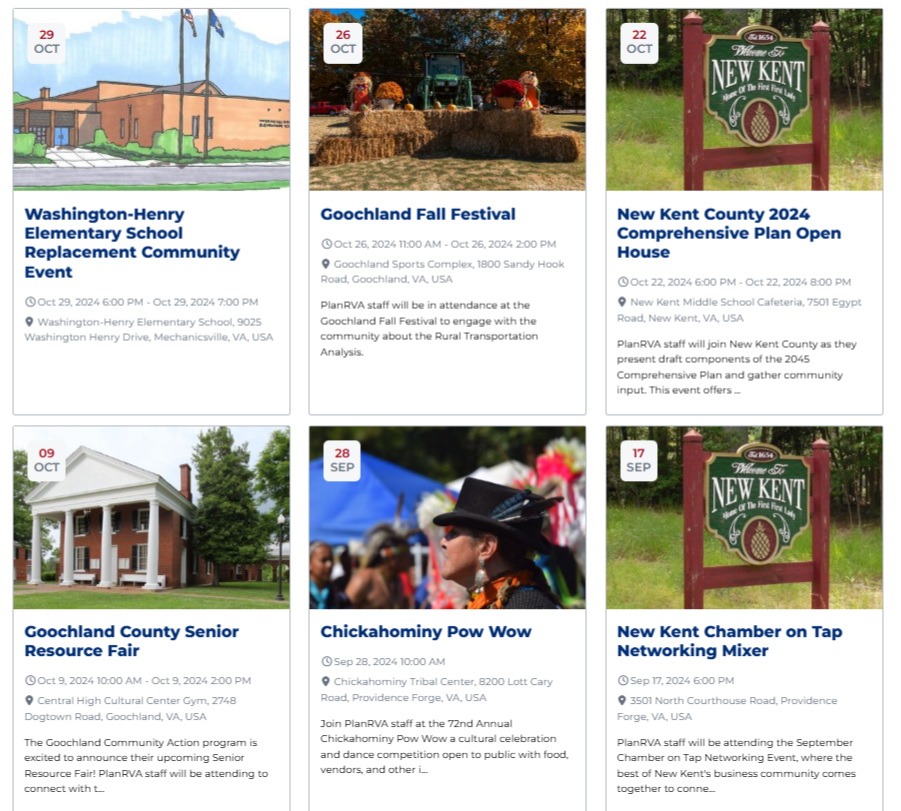 29
OCT
Washington-Henry
Elementary School
Replacement Community
Event
Oct 29, 2024 6:00 PM - Oct 29, 2024 7:00 PM
Washington-Henry Elementary School, 9025
Washington Henry Drive, Mechanicsville, VA, USA
26
OCT
Goochland Fall Festival
Oct 26, 2024 11:00 AM - Oct 26, 2024 2:00 PM
Goochland Sports Complex, 1800 Sandy Hook
Road, Goochland, VA, USA
PlanRVA staff will be in attendance at the
Goochland Fall Festival to engage with the
community about the Rural Transportation
Analysis.
22
OCT
Est 1654
Welcome To
NEW KENT
Home Of The First First Lady
New Kent County 2024
Comprehensive Plan Open
House
Oct 22, 2024 6:00 PM - Oct 22, 2024 8:00 PM
New Kent Middle School Cafeteria, 7501 Egypt
Road, New Kent, VA, USA
PlanRVA staff will join New Kent County as they
present draft components of the 2045
Comprehensive Plan and gather community
input. This event offers ...
09
OCT
Goochland County Senior
Resource Fair
Oct 9, 2024 10:00 AM - Oct 9, 2024 2:00 PM
Central High Cultural Center Gym, 2748
Dogtown Road, Goochland, VA, USA
The Goochland Community Action program is
excited to announce their upcoming Senior
Resource Fair! PlanRVA staff will be attending to
connect with t...
28
SEP
Chickahominy Pow Wow
Sep 28, 2024 10:00 AM
Chickahominy Tribal Center, 8200 Lott Cary
Road, Providence Forge, VA, USA
Join PlanRVA staff at the 72nd Annual
Chickahominy Pow Wow a cultural celebration
and dance competition open to public with food,
vendors, and other i...
17
SEP
Est 1654
Welcome To
NEW KENT
Home Of The First First Lady
New Kent Chamber on Tap
Networking Mixer
Sep 17, 2024 6:00 PM
3501 North Courthouse Road, Providence
Forge, VA, USA
PlanRVA staff will be attending the September
Chamber on Tap Networking Event, where the
best of New Kent's business community comes
together to conne...